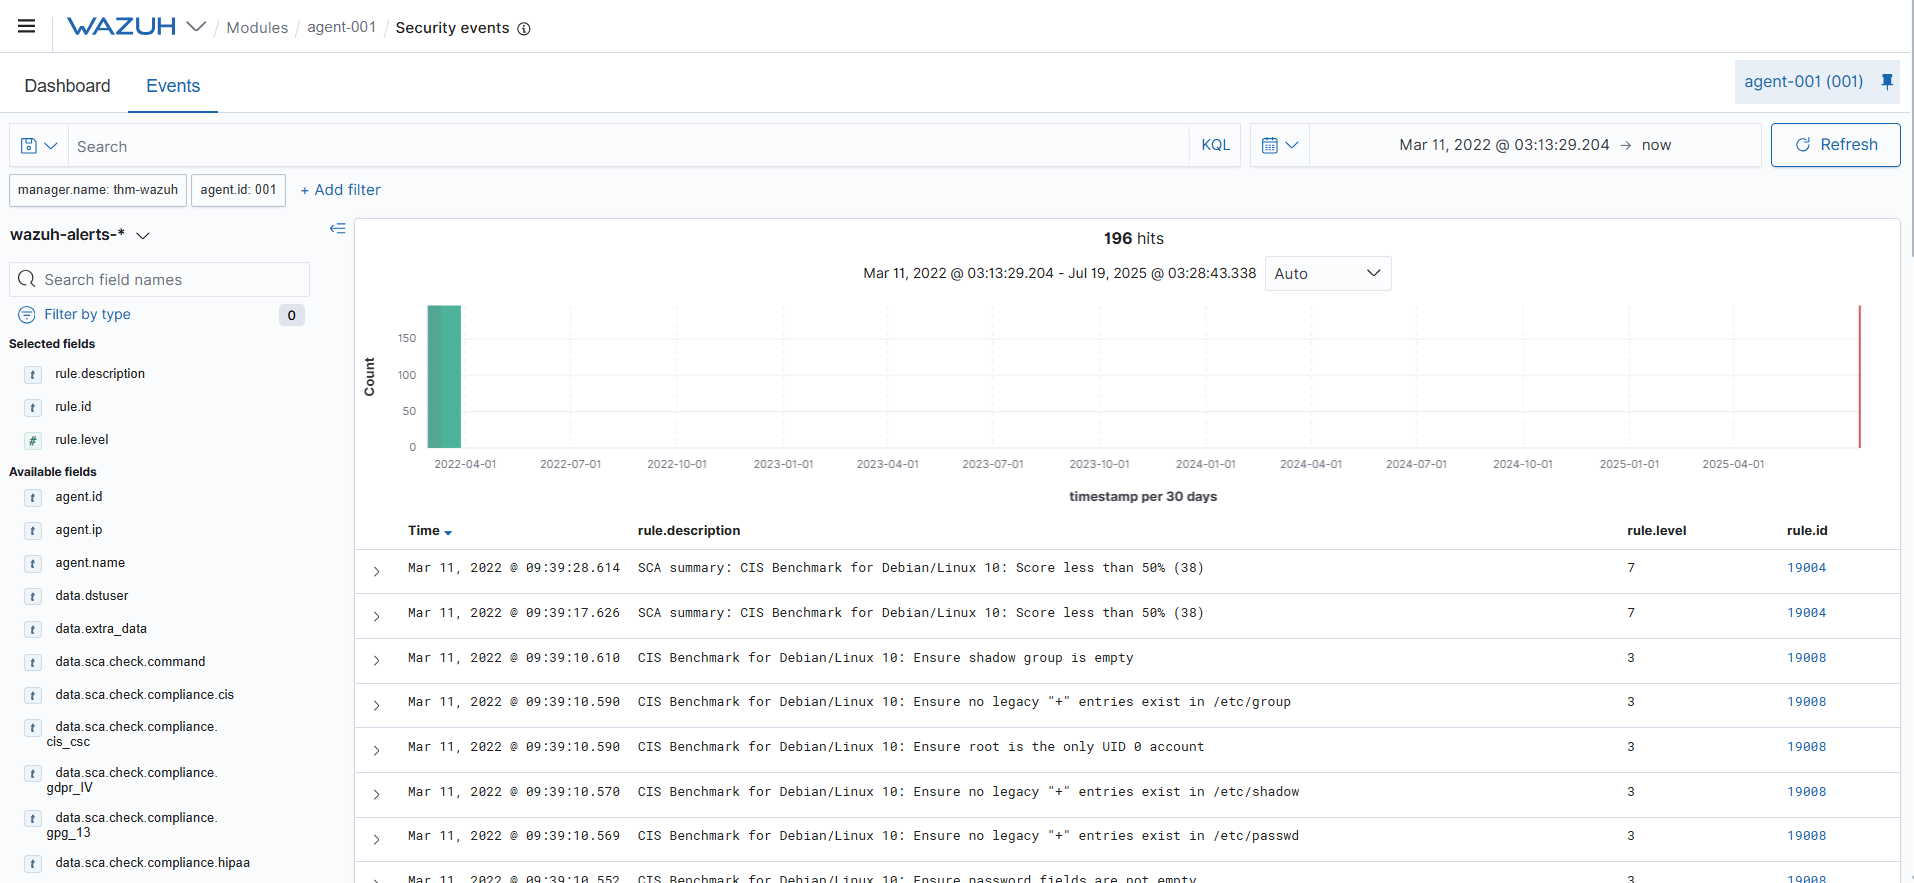 WAZUH / Modules / agent-001 / Security events
Dashboard Events agent-001 (001)
Search KQL Mar 11, 2022 @ 03:13:29.204 → now Refresh
manager.name: thm-wazuh agent.id: 001 + Add filter
wazuh-alerts-*
Search field names
Filter by type 0
Selected fields
t rule.description
t rule.id
# rule.level
Available fields
t agent.id
t agent.ip
t agent.name
t data.dstuser
t data.extra_data
t data.sca.check.command
t data.sca.check.compliance.cis
t data.sca.check.compliance.
cis_csc
t data.sca.check.compliance.
gdpr_IV
t data.sca.check.compliance.
gpg_13
t data.sca.check.compliance.hipaa
196 hits
Mar 11, 2022 @ 03:13:29.204 - Jul 19, 2025 @ 03:28:43.338 Auto
Count
150
100
50
0
2022-04-01 2022-07-01 2022-10-01 2023-01-01 2023-04-01 2023-07-01 2023-10-01 2024-01-01 2024-04-01 2024-07-01 2024-10-01 2025-01-01 2025-04-01
timestamp per 30 days
Time rule.description rule.level rule.id
Mar 11, 2022 @ 09:39:28.614 SCA summary: CIS Benchmark for Debian/Linux 10: Score less than 50% (38) 7 19004
Mar 11, 2022 @ 09:39:17.626 SCA summary: CIS Benchmark for Debian/Linux 10: Score less than 50% (38) 7 19004
Mar 11, 2022 @ 09:39:10.610 CIS Benchmark for Debian/Linux 10: Ensure shadow group is empty 3 19008
Mar 11, 2022 @ 09:39:10.590 CIS Benchmark for Debian/Linux 10: Ensure no legacy "+" entries exist in /etc/group 3 19008
Mar 11, 2022 @ 09:39:10.590 CIS Benchmark for Debian/Linux 10: Ensure root is the only UID 0 account 3 19008
Mar 11, 2022 @ 09:39:10.570 CIS Benchmark for Debian/Linux 10: Ensure no legacy "+" entries exist in /etc/shadow 3 19008
Mar 11, 2022 @ 09:39:10.569 CIS Benchmark for Debian/Linux 10: Ensure no legacy "+" entries exist in /etc/passwd 3 19008
Mar 11, 2022 @ 09:39:10.552 CIS Benchmark for Debian/Linux 10: Ensure password fields are not empty 3 19008